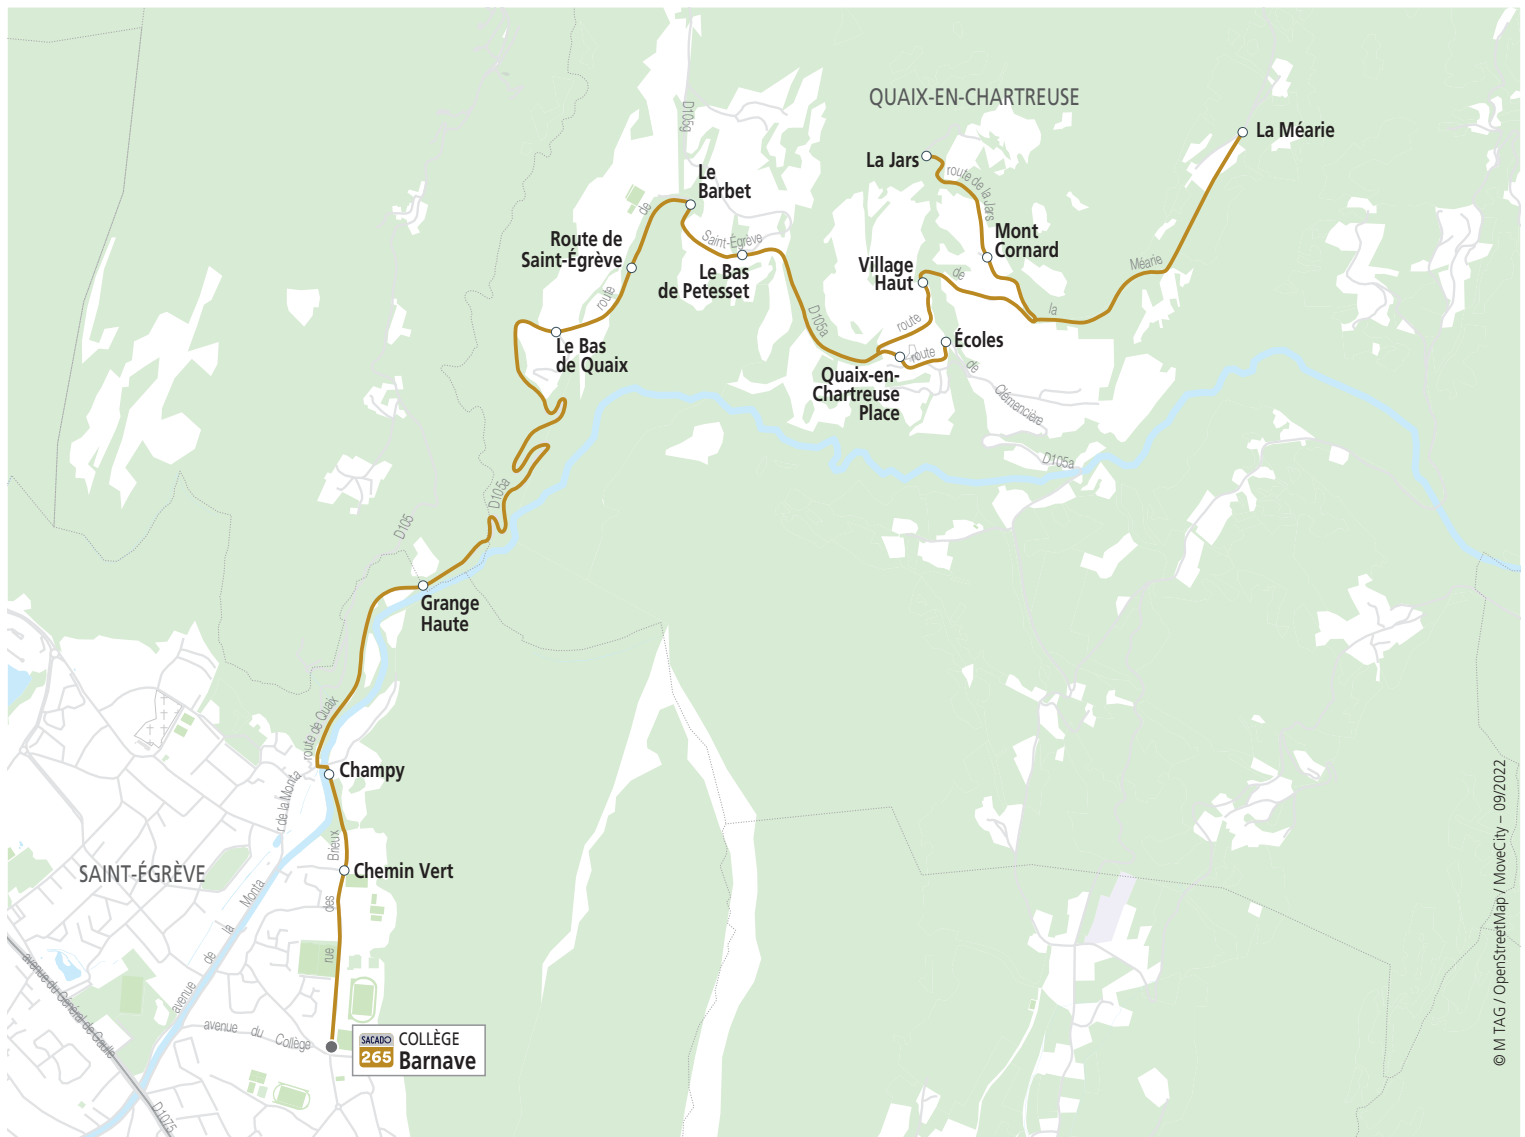 QUAIX-EN-CHARTREUSE
La Méarie
La Jars
route de la Jars
D105g
Le
Barbet
de
Route de
Saint-Égrève
Saint-Égrève
Le Bas
de Petesset
Mont
Cornard
Village
Haut
de
la
Méarie
route
D105a
route
Écoles
route
Le Bas
de Quaix
Quaix-en-
Chartreuse
Place
de
Clémencière
D105a
D105a
D105
Grange
Haute
route de Quaix
Champy
r. de la Monta
Brieux
des
rue
Chemin Vert
SAINT-ÉGRÈVE
avenue
de
la
Monta
avenue du Général de Gaulle
avenue du Collège
D1075
SACADO
265
COLLÈGE
Barnave
© M TAG / OpenStreetMap / MoveCity – 09/2022